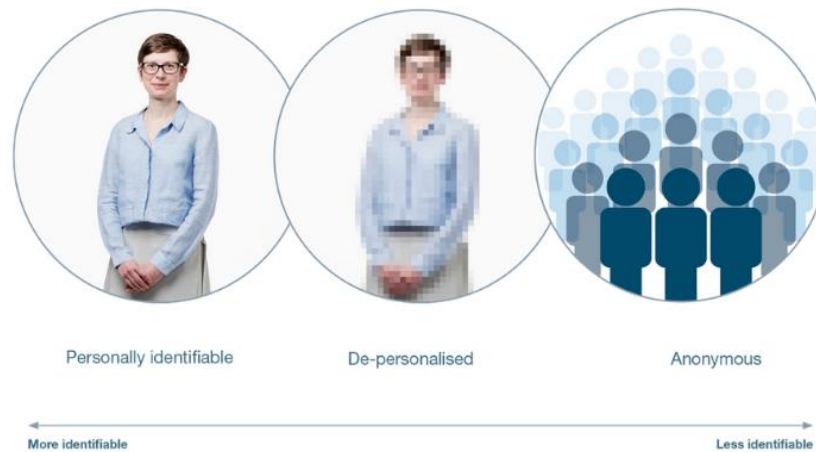 Personally identifiable
De-personalised
Anonymous
More identifiable
Less identifiable